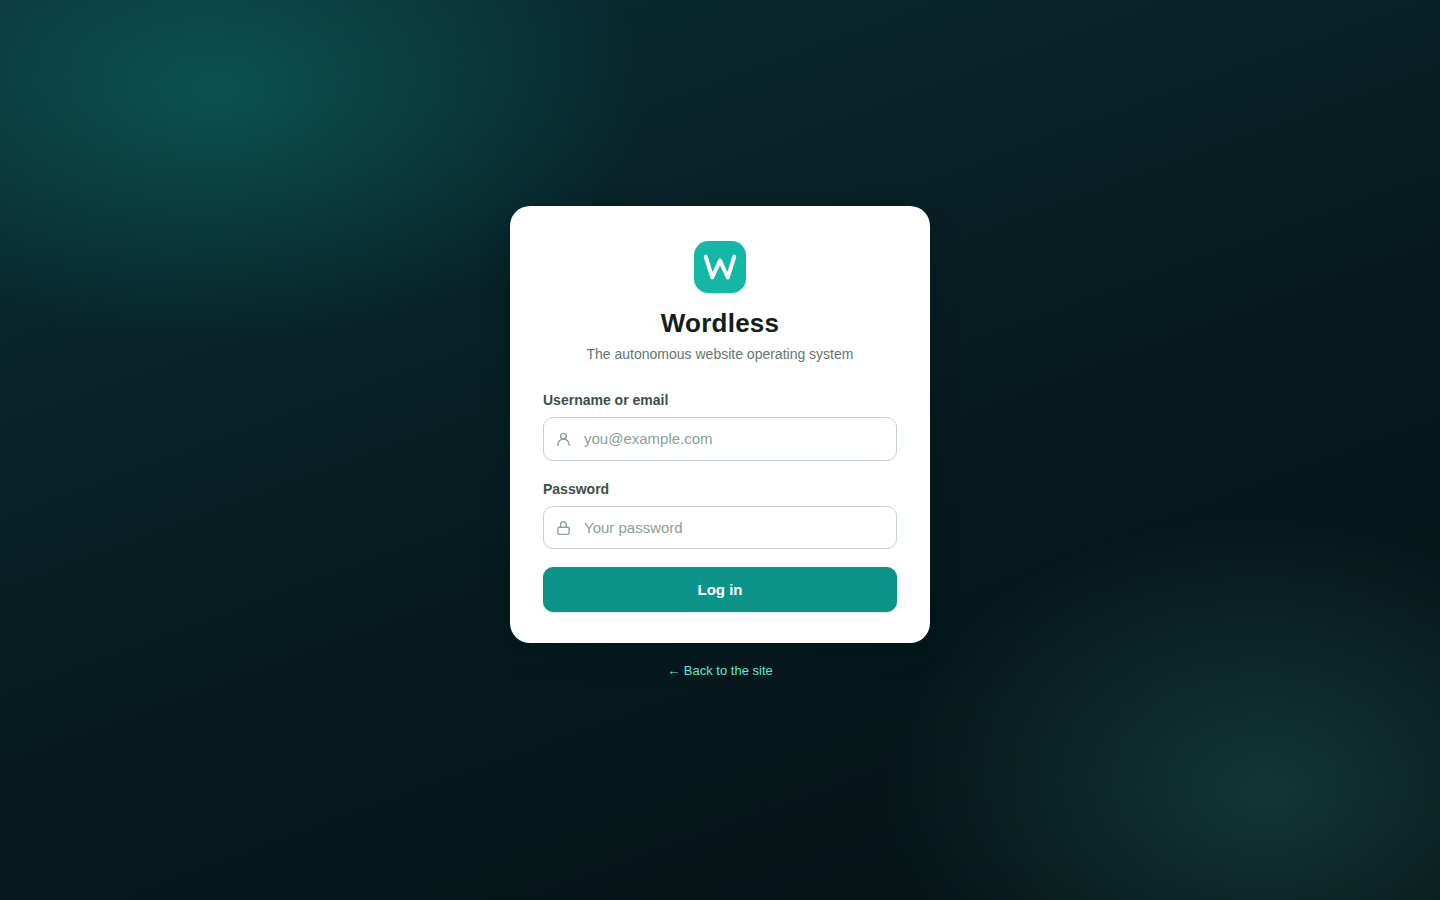 W
Wordless
The autonomous website operating system
Username or email
you@example.com
Password
Your password
Log in
← Back to the site